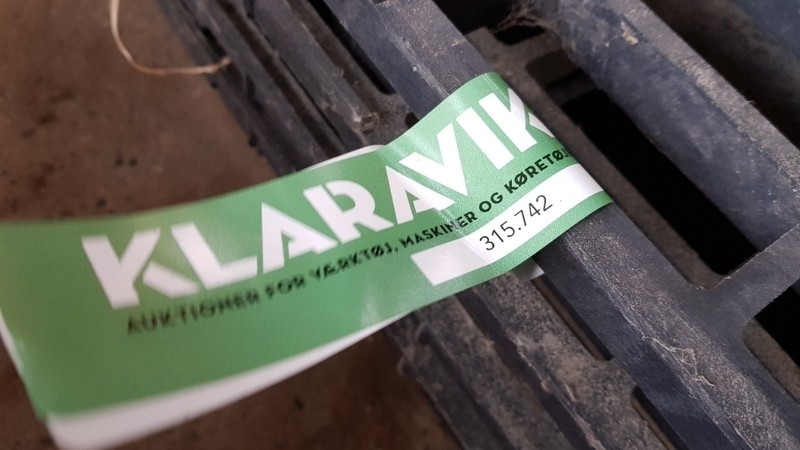 KLARAVIK
AUKTIONER FOR VÆRKTØJ, MASKINER OG KØRETØJ
315.742